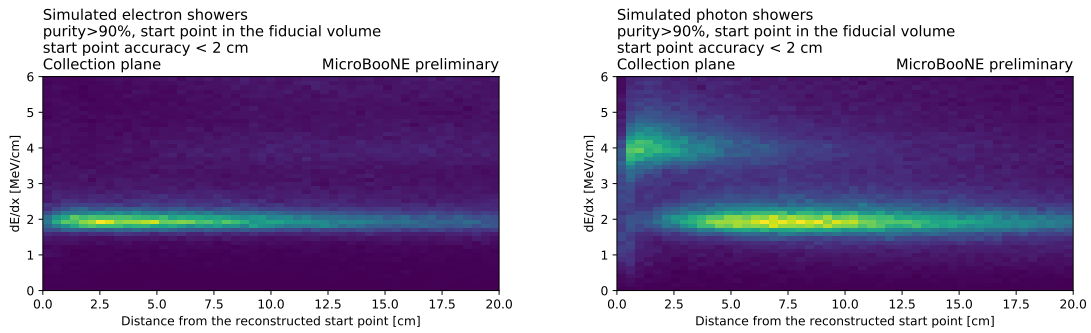 Simulated electron showers
purity>90%, start point in the fiducial volume
start point accuracy < 2 cm
Collection plane MicroBooNE preliminary
6
5
4
3
2
1
0
dE/dx [MeV/cm]
0.0 2.5 5.0 7.5 10.0 12.5 15.0 17.5 20.0
Distance from the reconstructed start point [cm]
Simulated photon showers
purity>90%, start point in the fiducial volume
start point accuracy < 2 cm
Collection plane MicroBooNE preliminary
6
5
4
3
2
1
0
dE/dx [MeV/cm]
0.0 2.5 5.0 7.5 10.0 12.5 15.0 17.5 20.0
Distance from the reconstructed start point [cm]